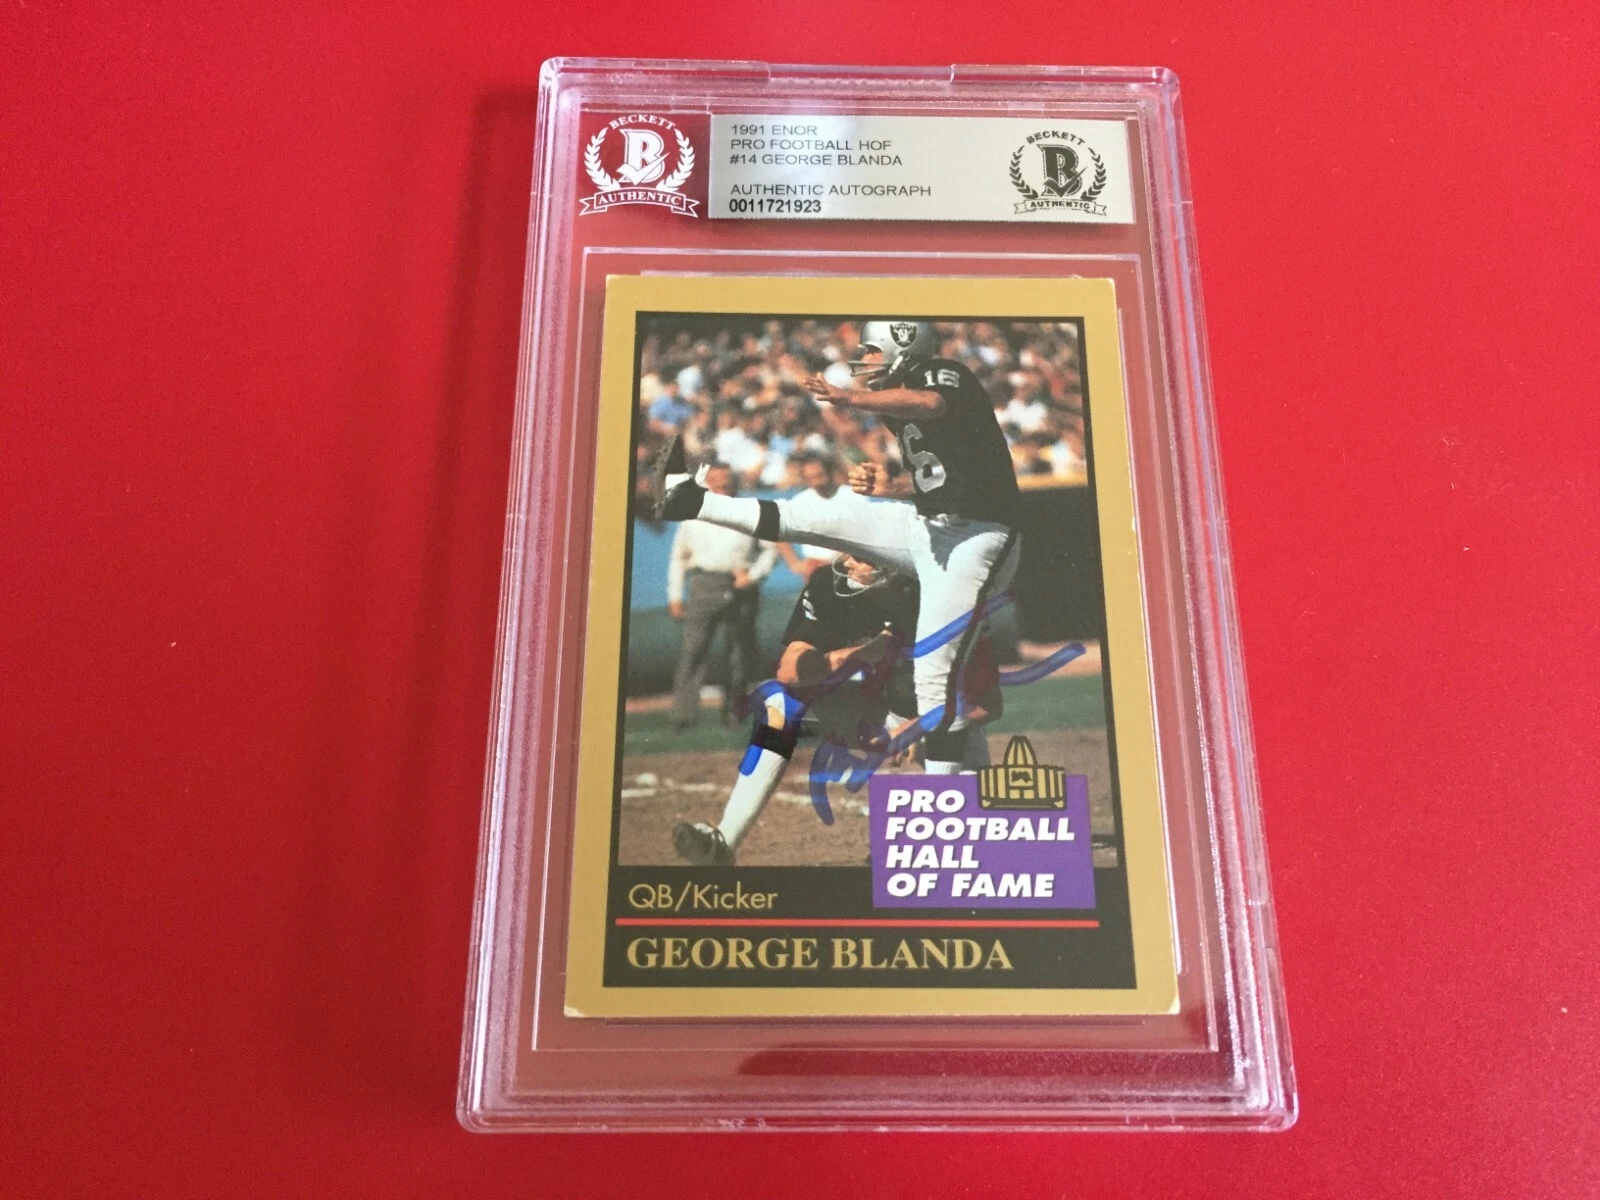 BECKETT
B
AUTHENTIC
1991 ENOR
PRO FOOTBALL HOF
#14 GEORGE BLANDA
AUTHENTIC AUTOGRAPH
0011721923
BECKETT
B
AUTHENTIC
16
16
PRO
FOOTBALL
HALL
OF FAME
QB/Kicker
GEORGE BLANDA